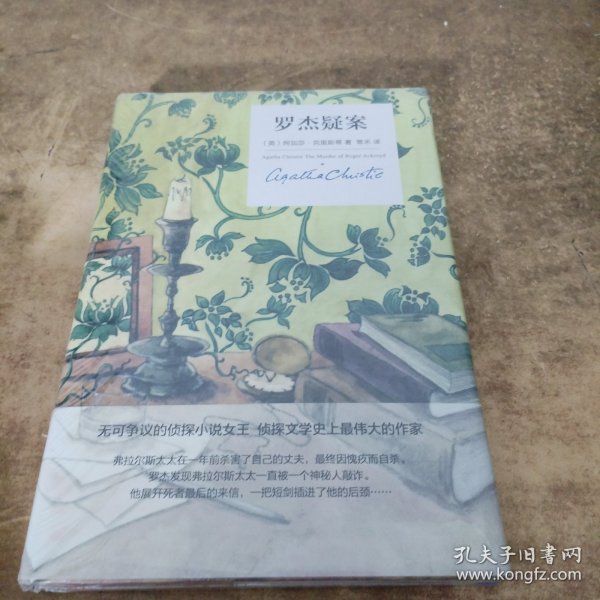 罗杰疑案
（英）阿加莎·克里斯蒂 著 常禾 译
Agatha Christie The Murder of Roger Ackroyd
Agatha Christie
无可争议的侦探小说女王 侦探文学史上最伟大的作家
弗拉尔斯太太在一年前杀害了自己的丈夫，最终因愧疚而自杀。
罗杰发现弗拉尔斯太太一直被一个神秘人敲诈。
他展开死者最后的来信，一把短剑插进了他的后颈……
孔夫子旧书网
www.kongfz.com